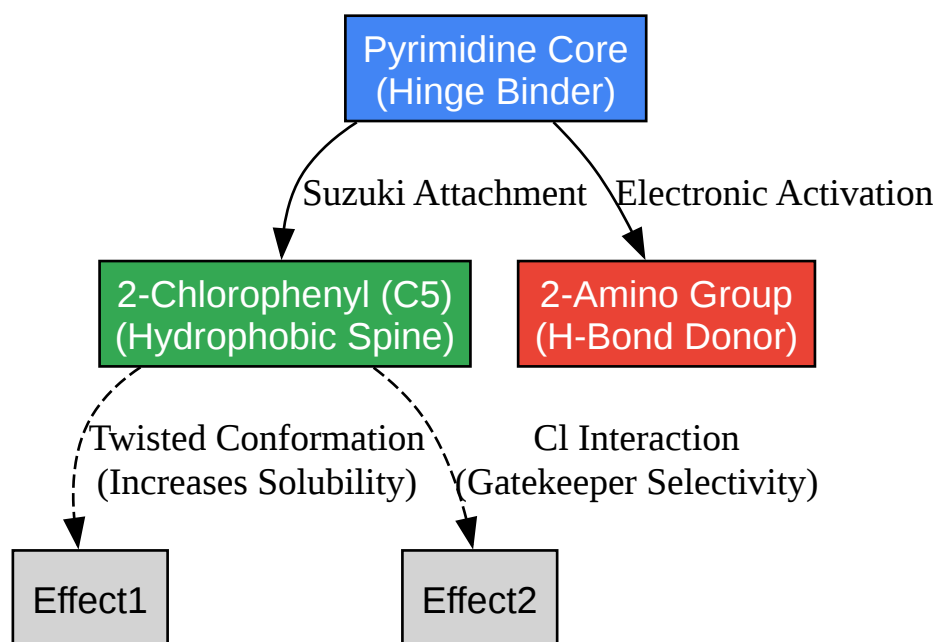 Pyrimidine Core
(Hinge Binder)
Suzuki Attachment
Electronic Activation
2-Chlorophenyl (C5)
(Hydrophobic Spine)
2-Amino Group
(H-Bond Donor)
Twisted Conformation
(Increases Solubility)
Cl Interaction
(Gatekeeper Selectivity)
Effect1
Effect2